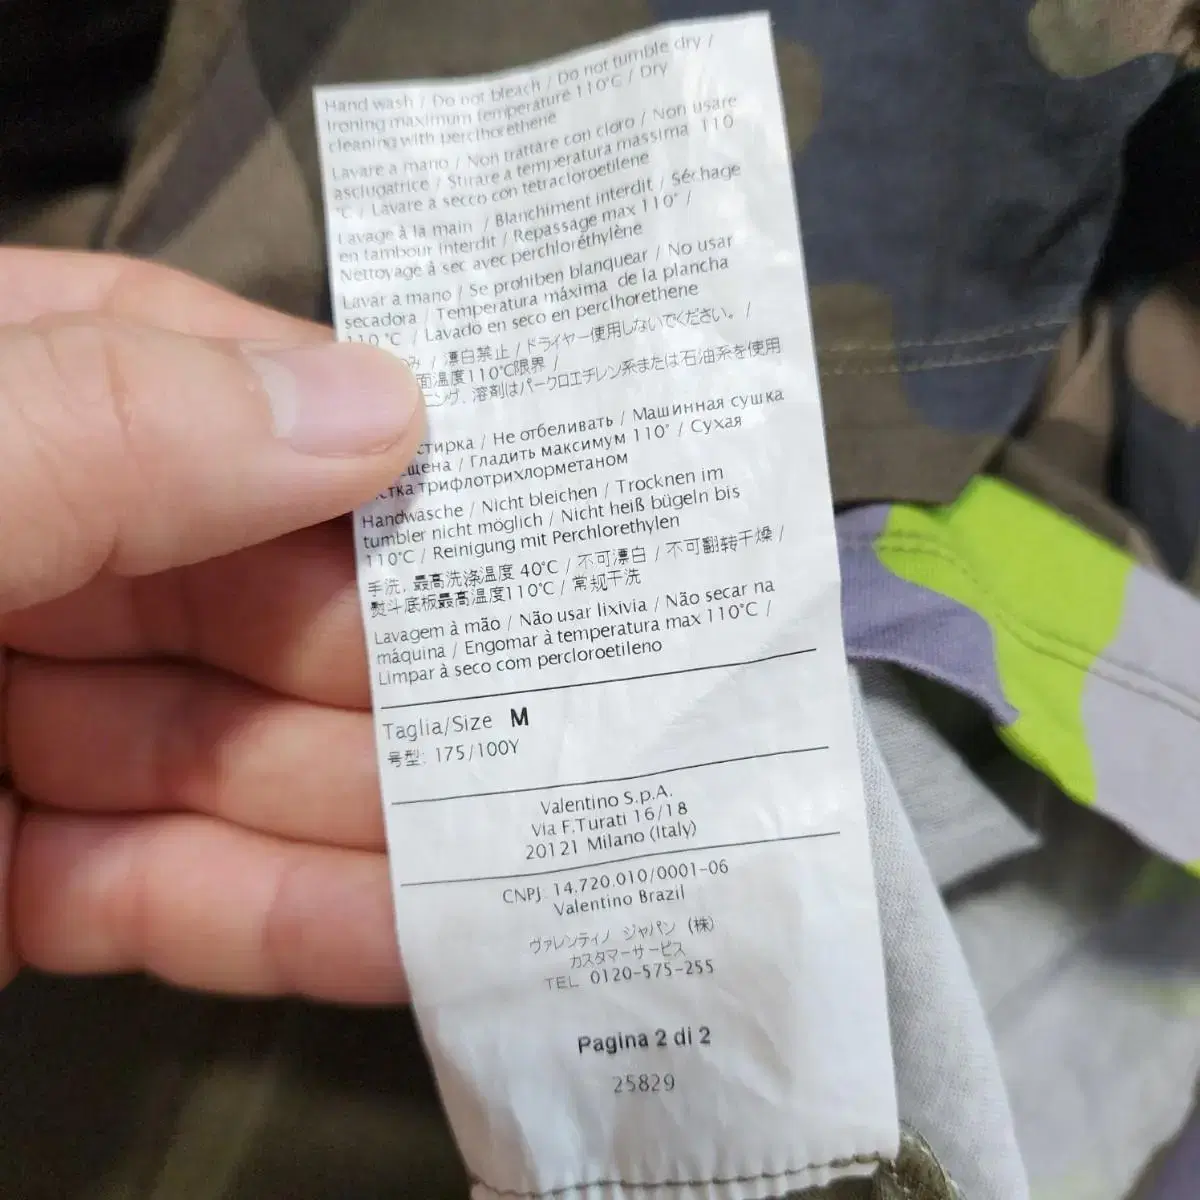 Hand wash / Do not bleach / Do not tumble dry /
Ironing maximum temperature 110°C / Dry
cleaning with perclhorethene
Lavare a mano / Non trattare con cloro / Non usare
asciugatrice / Stirare a temperatura massima 110
°C / Lavare a secco con tetracloroetilene
Lavage à la main / Blanchiment interdit / Séchage
en tambour interdit / Repassage max 110° /
Nettoyage à sec avec perchloréthylène
Lavar a mano / Se prohiben blanquear / No usar
secadora / Temperatura máxima de la plancha
110 °C / Lavado en seco en perclhorethene
み / 漂白禁止 / ドライヤー使用しないでください。 /
面温度110°C限界 /
ニング、溶剤はパークロエチレン系または石油系を使用
стирка / Не отбеливать / Машинная сушка
щена / Гладить максимум 110° / Сухая
стка трифлотрихлорметаном
Handwasche / Nicht bleichen / Trocknen im
tumbler nicht möglich / Nicht heiß bügeln bis
110°C / Reinigung mit Perchlorethylen
手洗, 最高洗涤温度 40°C / 不可漂白 / 不可翻转干燥 /
熨斗底板最高温度110°C / 常规干洗
Lavagem à mão / Não usar lixivia / Não secar na
máquina / Engomar à temperatura max 110°C /
Limpar à seco com percloroetileno
Taglia/Size M
号型: 175/100Y
Valentino S.p.A.
Via F.Turati 16/18
20121 Milano (Italy)
CNPJ. 14.720.010/0001-06
Valentino Brazil
ヴァレンティノ ジャパン (株)
カスタマーサービス
TEL 0120-575-255
Pagina 2 di 2
25829